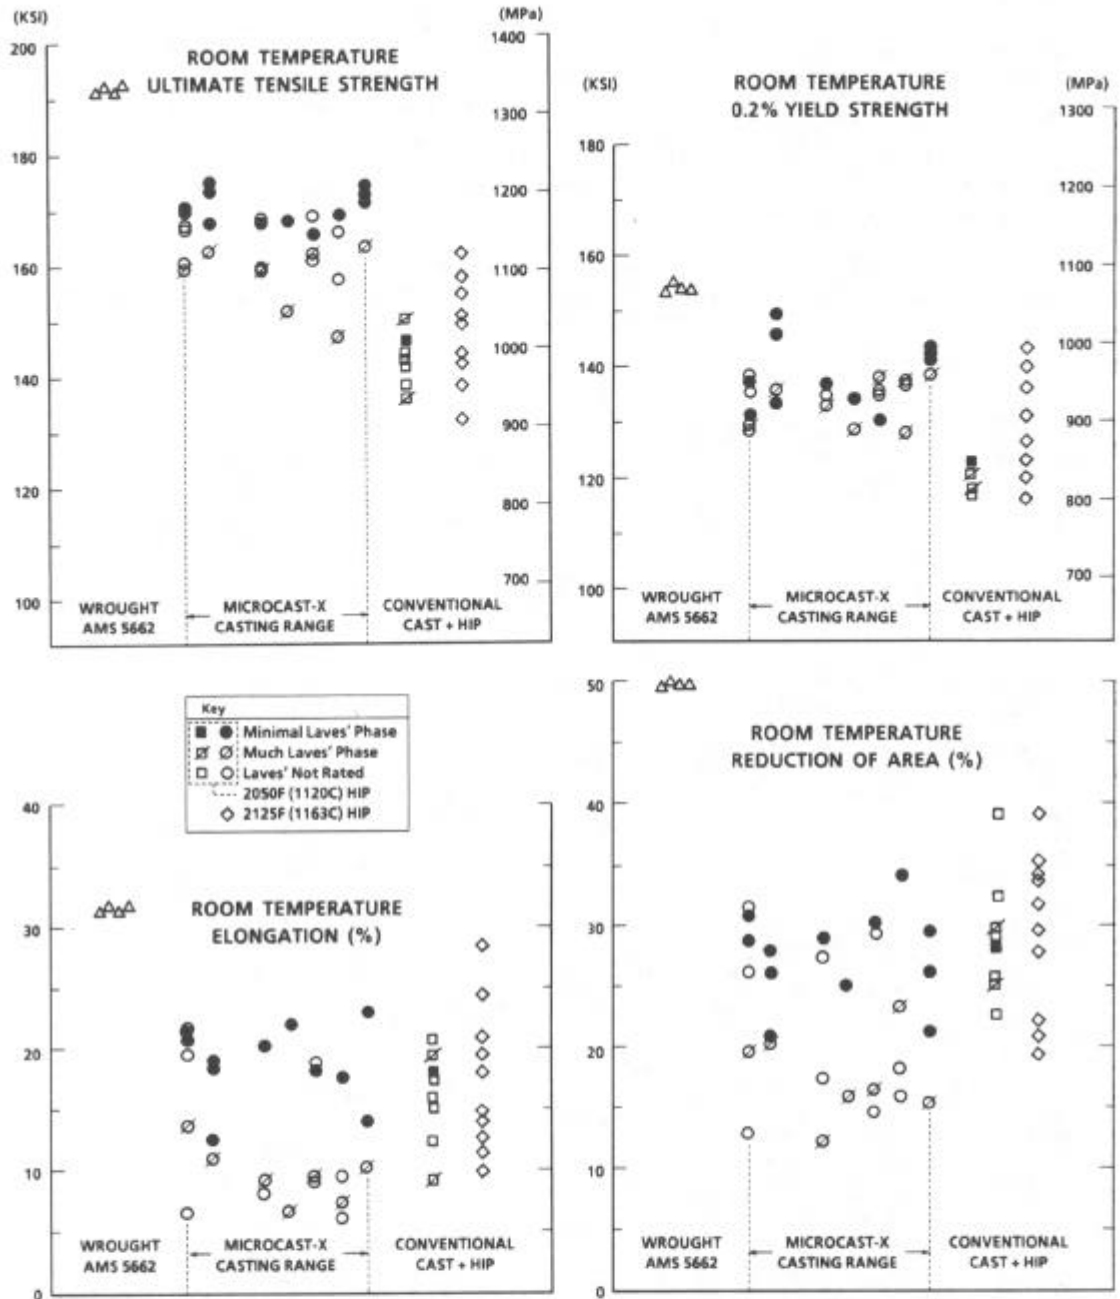 (KSI)
(MPa)
ROOM TEMPERATURE
ULTIMATE TENSILE STRENGTH
200
180
160
140
120
100
1400
1300
1200
1100
1000
900
800
700
WROUGHT
AMS 5662
MICROCAST-X
CASTING RANGE
CONVENTIONAL
CAST + HIP
(KSI)
(MPa)
ROOM TEMPERATURE
0.2% YIELD STRENGTH
180
160
140
120
100
1300
1200
1100
1000
900
800
700
WROUGHT
AMS 5662
MICROCAST-X
CASTING RANGE
CONVENTIONAL
CAST + HIP
Key
Minimal Laves' Phase
Much Laves' Phase
Laves' Not Rated
2050F (1120C) HIP
2125F (1163C) HIP
ROOM TEMPERATURE
ELONGATION (%)
40
30
20
10
0
WROUGHT
AMS 5662
MICROCAST-X
CASTING RANGE
CONVENTIONAL
CAST + HIP
ROOM TEMPERATURE
REDUCTION OF AREA (%)
50
40
30
20
10
0
WROUGHT
AMS 5662
MICROCAST-X
CASTING RANGE
CONVENTIONAL
CAST + HIP